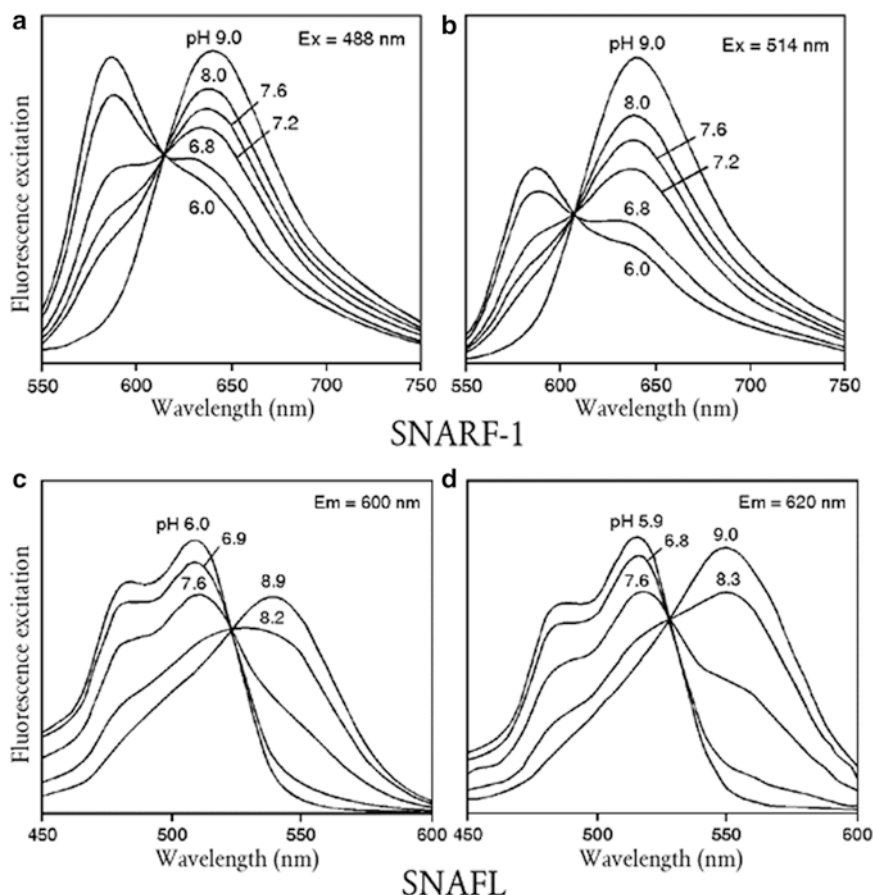 a
pH 9.0
Ex = 488 nm
8.0
7.6
7.2
6.8
6.0
Fluorescence excitation
550 600 650 700 750
Wavelength (nm)
b
pH 9.0
Ex = 514 nm
8.0
7.6
7.2
6.8
6.0
550 600 650 700 750
Wavelength (nm)
SNARF-1
c
Em = 600 nm
pH 6.0
6.9
7.6
8.9
8.2
Fluorescence excitation
450 500 550 600
Wavelength (nm)
d
Em = 620 nm
pH 5.9
6.8
7.6
9.0
8.3
450 500 550 600
Wavelength (nm)
SNAFL